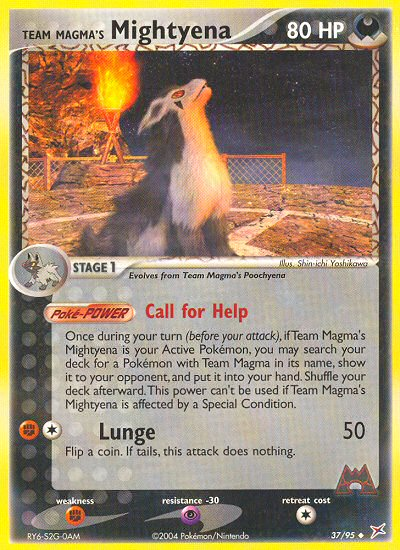 TEAM MAGMA'S Mightyena 80 HP
Illus. Shin-ichi Yoshikawa
STAGE 1
Evolves from Team Magma's Poochyena
Poké-POWER Call for Help
Once during your turn (before your attack), if Team Magma's
Mightyena is your Active Pokémon, you may search your
deck for a Pokémon with Team Magma in its name, show
it to your opponent, and put it into your hand. Shuffle your
deck afterward. This power can't be used if Team Magma's
Mightyena is affected by a Special Condition.
Lunge 50
Flip a coin. If tails, this attack does nothing.
weakness resistance -30 retreat cost
RY6-S2G-0AM ©2004 Pokémon/Nintendo 37/95